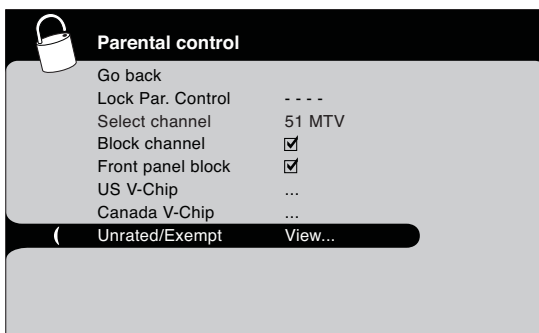 Parental control
Go back
Lock Par. Control - - - -
Select channel 51 MTV
Block channel
Front panel block
US V-Chip ...
Canada V-Chip ...
Unrated/Exempt View...